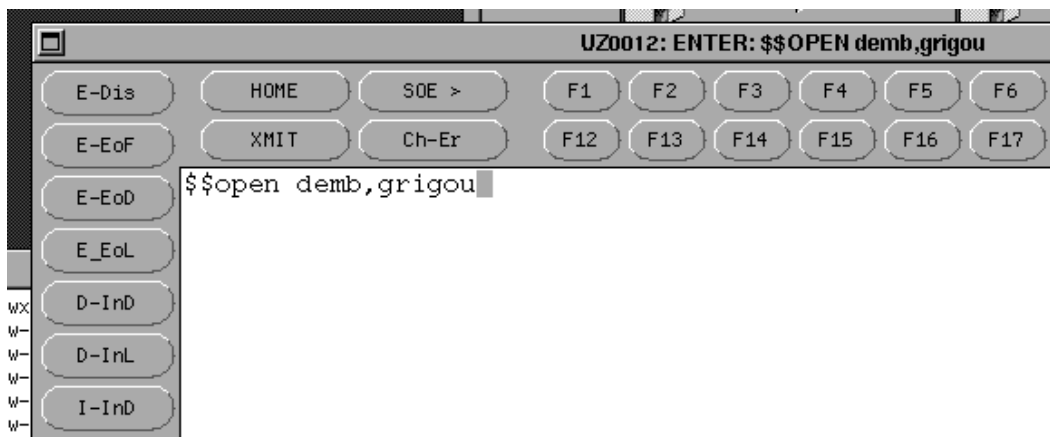 UZ0012: ENTER: $$OPEN demb,grigou
E-Dis HOME SOE > F1 F2 F3 F4 F5 F6
E-EoF XMIT Ch-Er F12 F13 F14 F15 F16 F17
$$open demb,grigou
E-EoD
E_EoL
D-InD
wx
w-
D-InL
w-
w-
I-InD
w-
w-